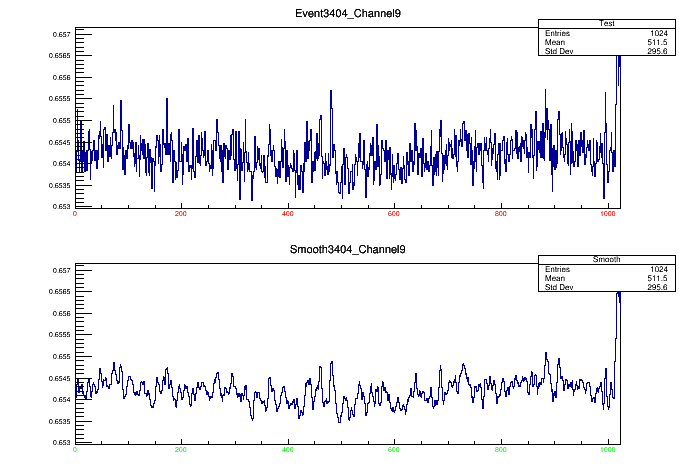 Event3404_Channel9
Test
Entries 1024
Mean 511.5
Std Dev 295.6
0.657
0.6565
0.656
0.6555
0.655
0.6545
0.654
0.6535
0.653
0 200 400 600 800 1000
Smooth3404_Channel9
Smooth
Entries 1024
Mean 511.5
Std Dev 295.6
0.657
0.6565
0.656
0.6555
0.655
0.6545
0.654
0.6535
0.653
0 200 400 600 800 1000